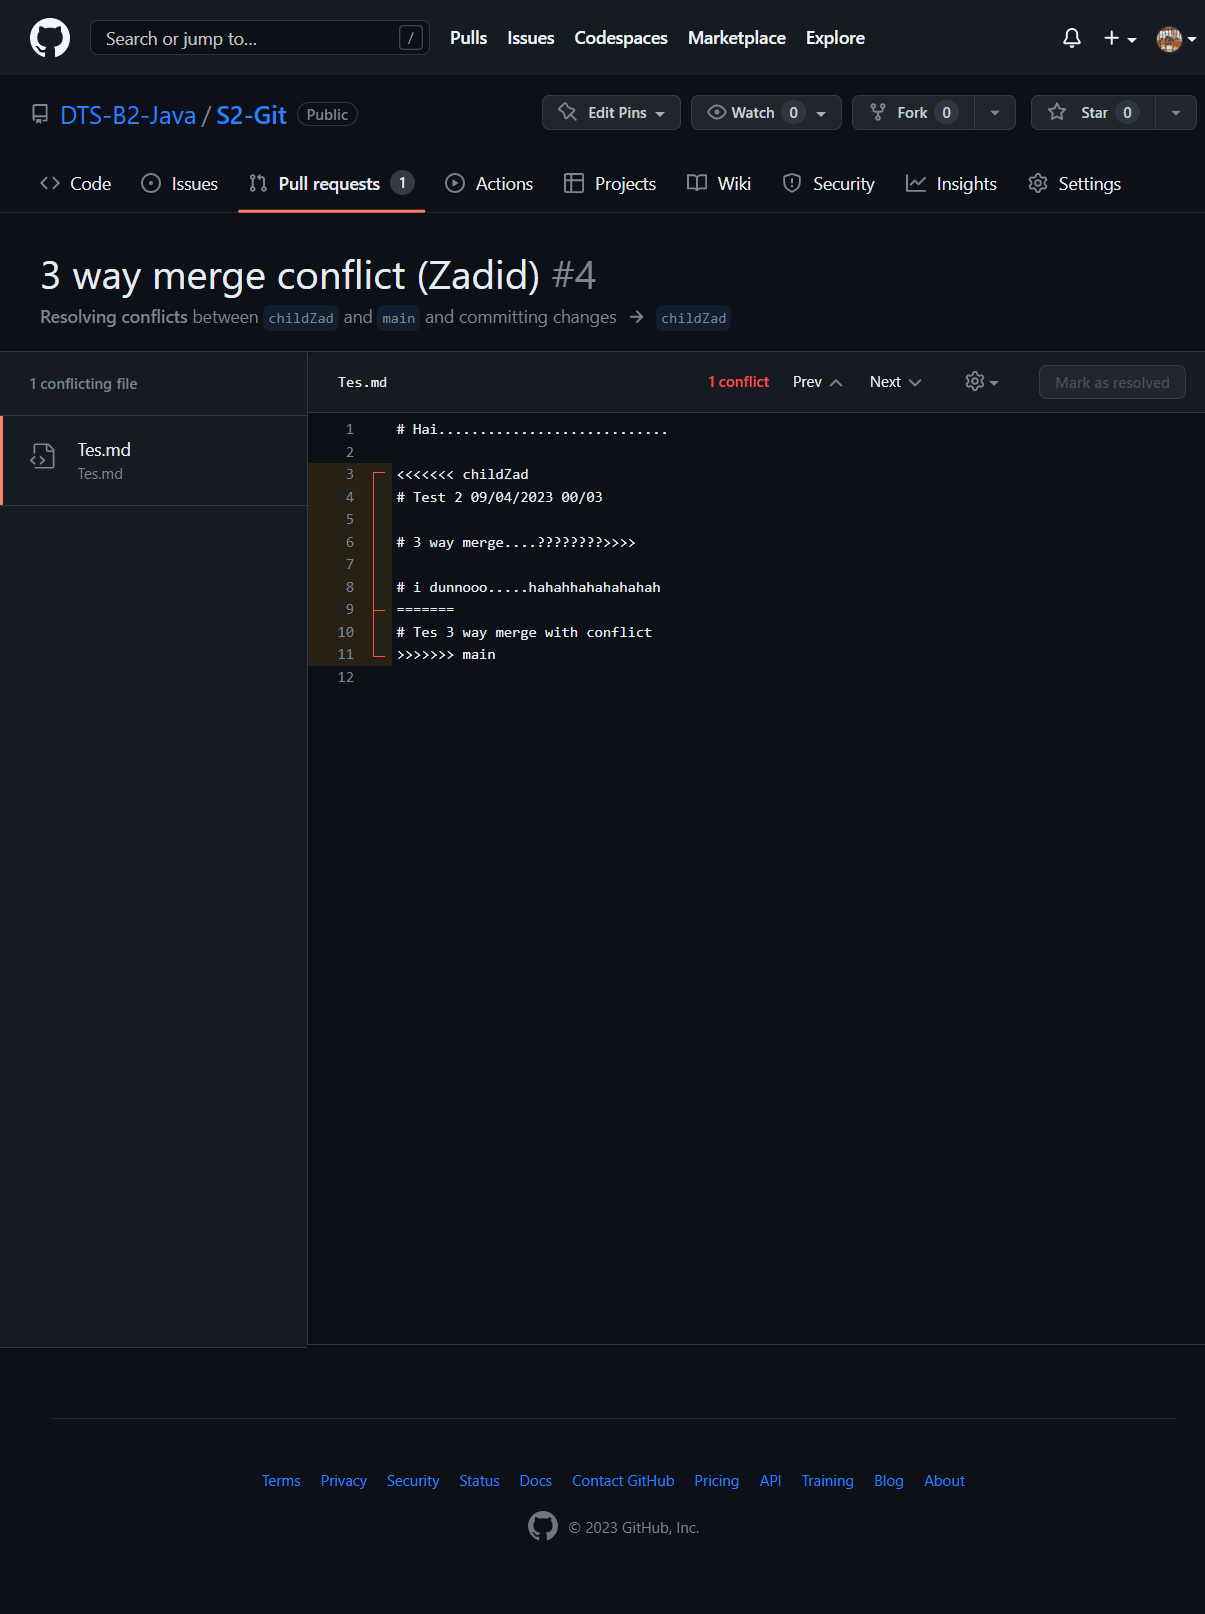 Search or jump to... / Pulls Issues Codespaces Marketplace Explore
DTS-B2-Java / S2-Git Public Edit Pins Watch 0 Fork 0 Star 0
Code Issues Pull requests 1 Actions Projects Wiki Security Insights Settings
3 way merge conflict (Zadid) #4
Resolving conflicts between childZad and main and committing changes → childZad
1 conflicting file
Tes.md
Tes.md
Tes.md 1 conflict Prev Next Mark as resolved
1 # Hai............................
2
3 <<<<<<< childZad
4 # Test 2 09/04/2023 00/03
5
6 # 3 way merge....????????>>>>
7
8 # i dunnooo.....hahahhahahahahah
9 =======
10 # Tes 3 way merge with conflict
11 >>>>>>> main
12
Terms Privacy Security Status Docs Contact GitHub Pricing API Training Blog About
© 2023 GitHub, Inc.